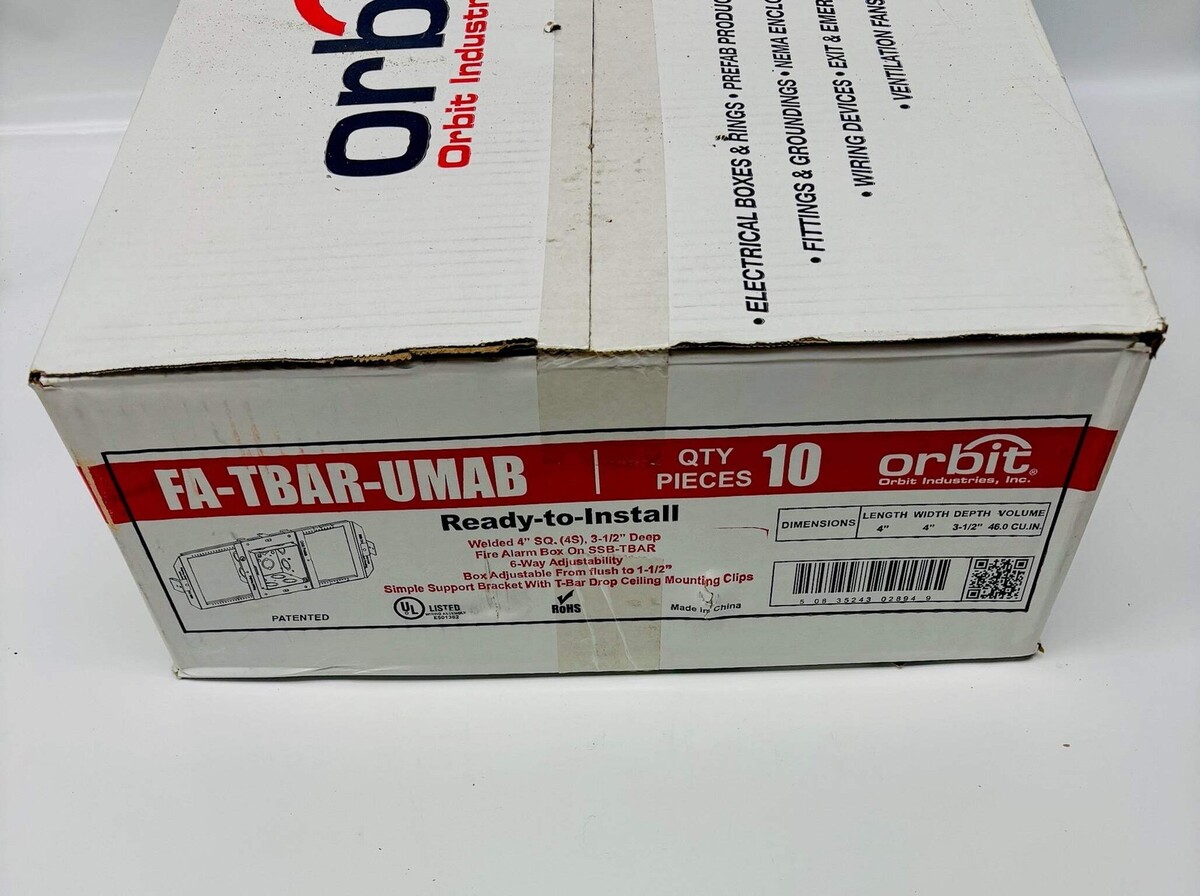 Orb
Orbit Industr
• ELECTRICAL BOXES & RINGS • PREFAB PRODUC
• FITTINGS & GROUNDINGS • NEMA ENCLO
• WIRING DEVICES • EXIT & EMER
• VENTILATION FANS
FA-TBAR-UMAB
QTY
PIECES 10
orbit®
Orbit Industries, Inc.
Ready-to-Install
Welded 4" SQ. (4S), 3-1/2" Deep
Fire Alarm Box On SSB-TBAR
6-Way Adjustability
Box Adjustable From flush to 1-1/2"
Simple Support Bracket With T-Bar Drop Ceiling Mounting Clips
PATENTED
UL LISTED
E501362
RoHS
Made in China
DIMENSIONS
LENGTH WIDTH DEPTH VOLUME
4" 4" 3-1/2" 46.0 CU.IN.
5 08 35243 02894 9